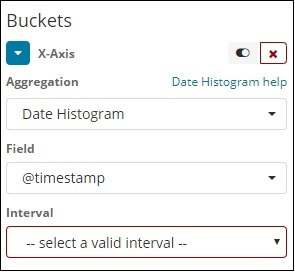 Buckets
X-Axis
Aggregation Date Histogram help
Date Histogram
Field
@timestamp
Interval
-- select a valid interval --